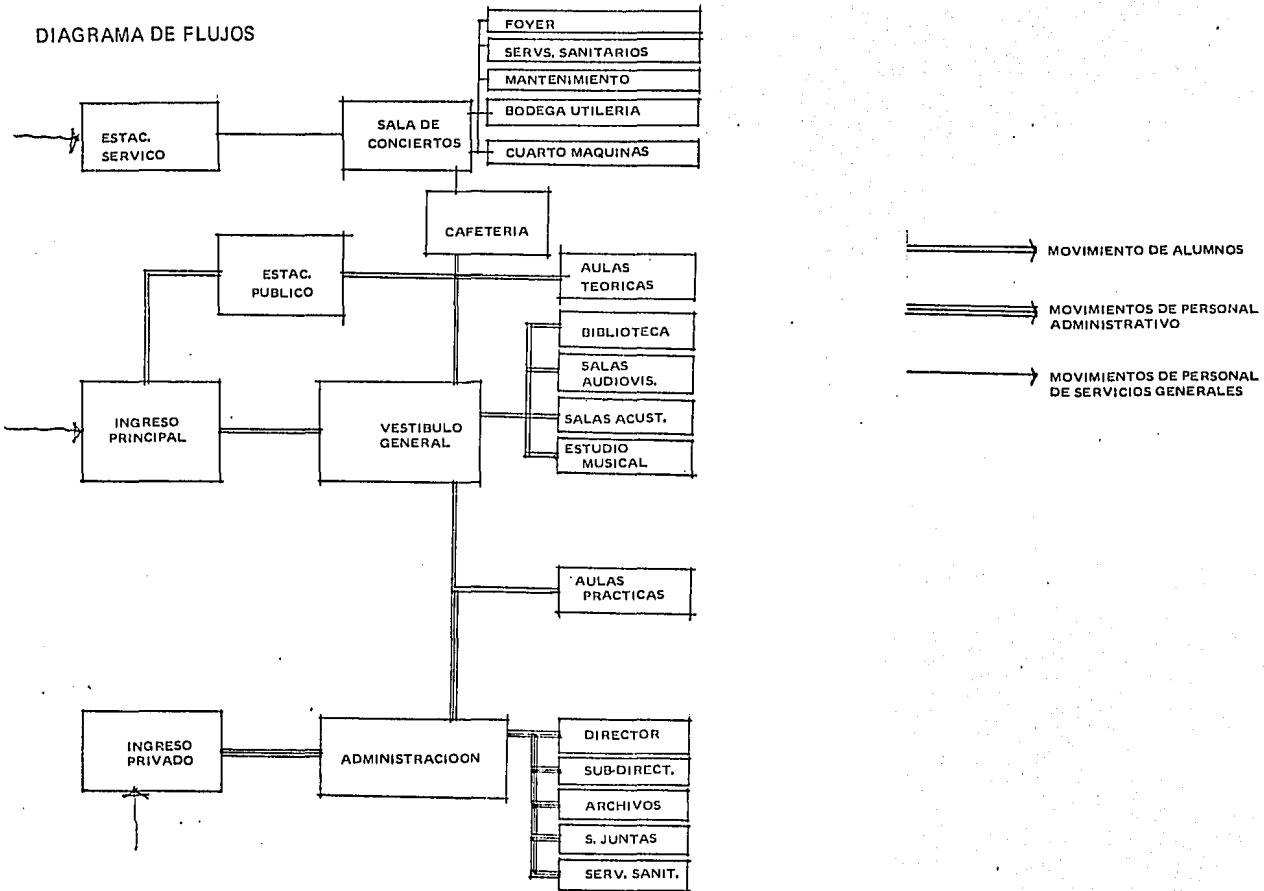 DIAGRAMA DE FLUJOS
FOYER
SERVS. SANITARIOS
MANTENIMIENTO
BODEGA UTILERIA
CUARTO MAQUINAS
ESTAC.
SERVICO
SALA DE
CONCIERTOS
CAFETERIA
ESTAC.
PUBLICO
AULAS
TEORICAS
BIBLIOTECA
SALAS
AUDIOVIS.
SALAS ACUST.
ESTUDIO
MUSICAL
INGRESO
PRINCIPAL
VESTIBULO
GENERAL
AULAS
PRACTICAS
INGRESO
PRIVADO
ADMINISTRACIOON
DIRECTOR
SUB-DIRECT.
ARCHIVOS
S. JUNTAS
SERV. SANIT.
MOVIMIENTO DE ALUMNOS
MOVIMIENTOS DE PERSONAL
ADMINISTRATIVO
MOVIMIENTOS DE PERSONAL
DE SERVICIOS GENERALES